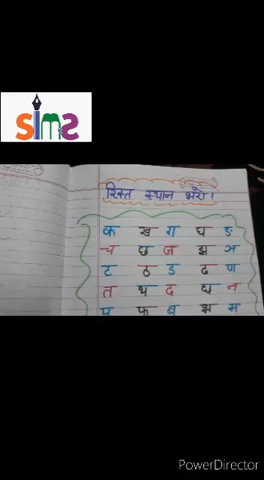 SIMS
रिक्त स्थान भरो।
क ख ग घ ङ
च छ ज झ ञ
ट ठ ड ढ ण
त थ द ध न
प फ ब भ म
PowerDirector